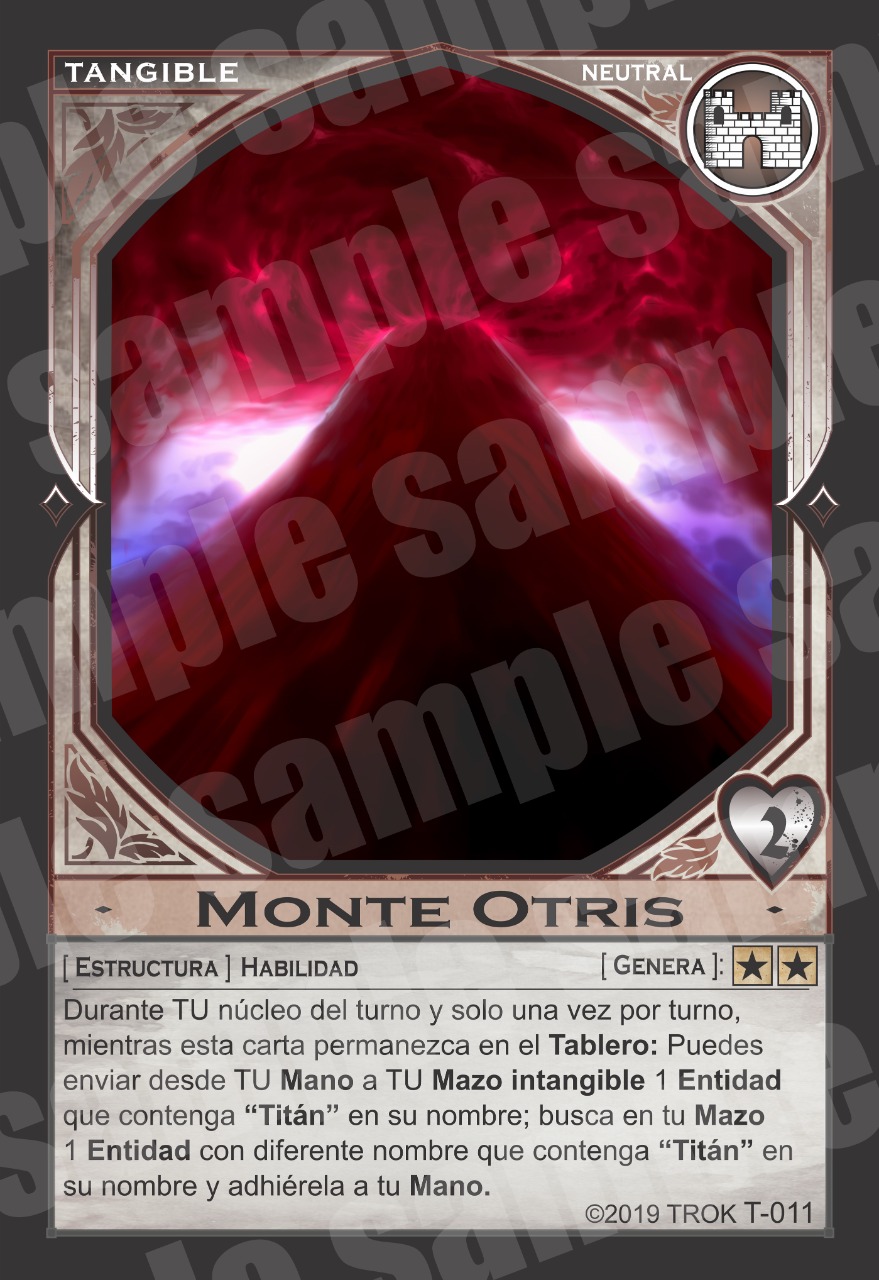 TANGIBLE
NEUTRAL
2
MONTE OTRIS
[ ESTRUCTURA ] HABILIDAD
[ GENERA ]: ★★
Durante TU núcleo del turno y solo una vez por turno,
mientras esta carta permanezca en el Tablero: Puedes
enviar desde TU Mano a TU Mazo intangible 1 Entidad
que contenga “Titán” en su nombre; busca en tu Mazo
1 Entidad con diferente nombre que contenga “Titán” en
su nombre y adhiérela a tu Mano.
©2019 TROK T-011
sample sample sample